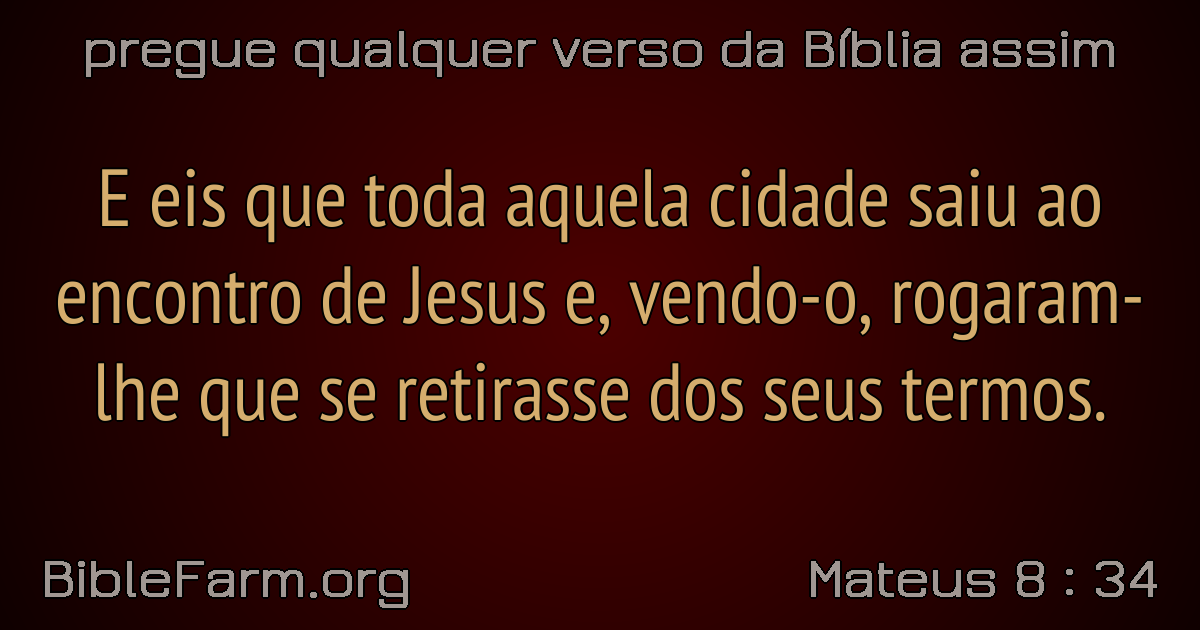 pregue qualquer verso da Bíblia assim
E eis que toda aquela cidade saiu ao
encontro de Jesus e, vendo-o, rogaram-
lhe que se retirasse dos seus termos.
BibleFarm.org
Mateus 8 : 34